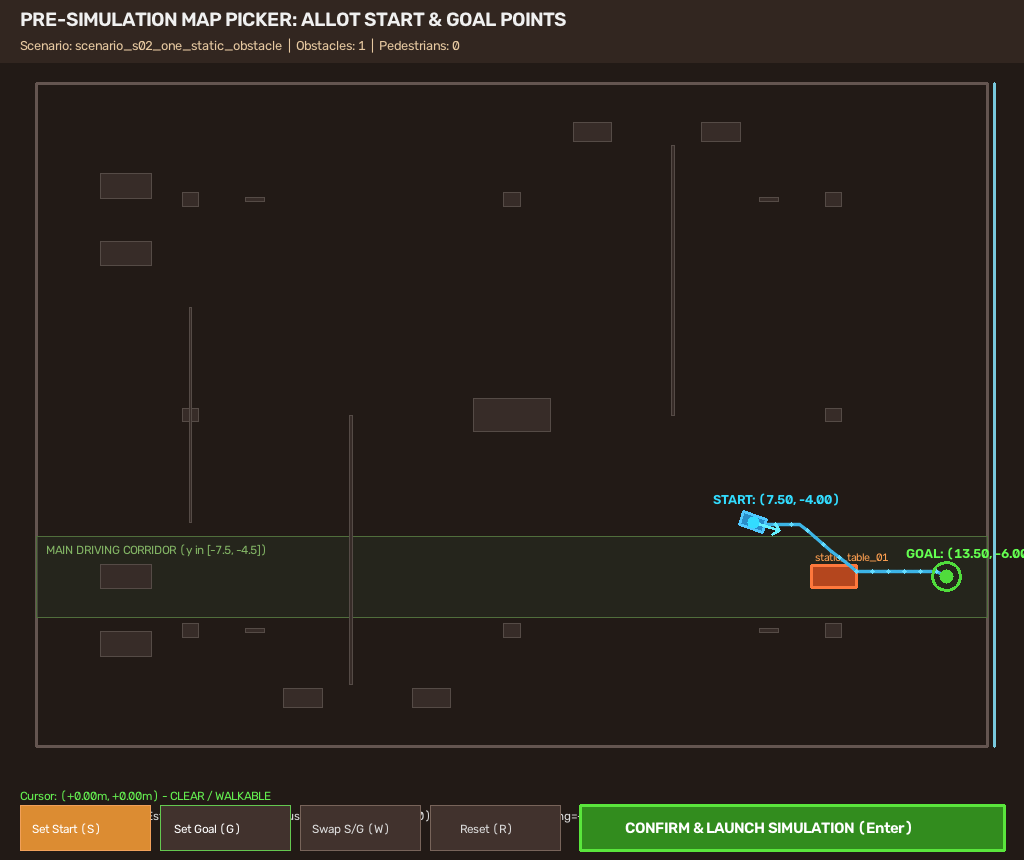 PRE-SIMULATION MAP PICKER: ALLOT START & GOAL POINTS
Scenario: scenario_s02_one_static_obstacle | Obstacles: 1 | Pedestrians: 0
START: (7.50, -4.00)
MAIN DRIVING CORRIDOR (y in [-7.5, -4.5])
static_table_01
GOAL: (13.50,-6.00
Cursor: (+0.00m, +0.00m) - CLEAR / WALKABLE
Set Start (S)
Set Goal (G)
Swap S/G (W)
Reset (R)
CONFIRM & LAUNCH SIMULATION (Enter)